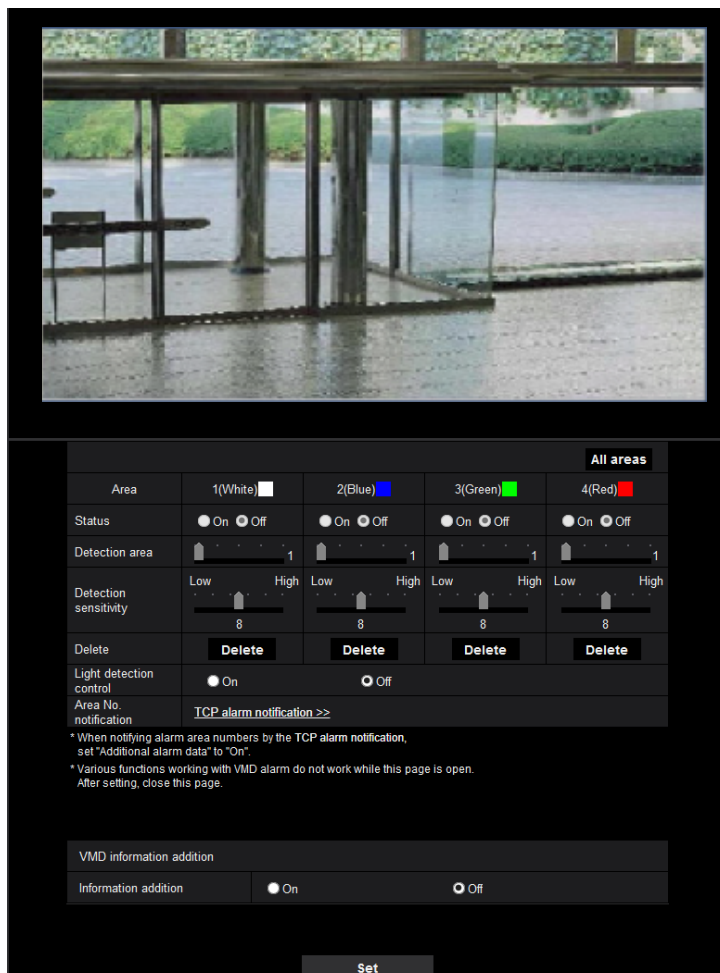 All areas
Area 1(White) 2(Blue) 3(Green) 4(Red)
Status On Off On Off On Off On Off
Detection area 1 1 1 1
Detection sensitivity Low High Low High Low High Low High
8 8 8 8
Delete Delete Delete Delete Delete
Light detection control On Off
Area No. notification TCP alarm notification >>
* When notifying alarm area numbers by the TCP alarm notification,
set "Additional alarm data" to "On".
* Various functions working with VMD alarm do not work while this page is open.
After setting, close this page.
VMD information addition
Information addition On Off
Set